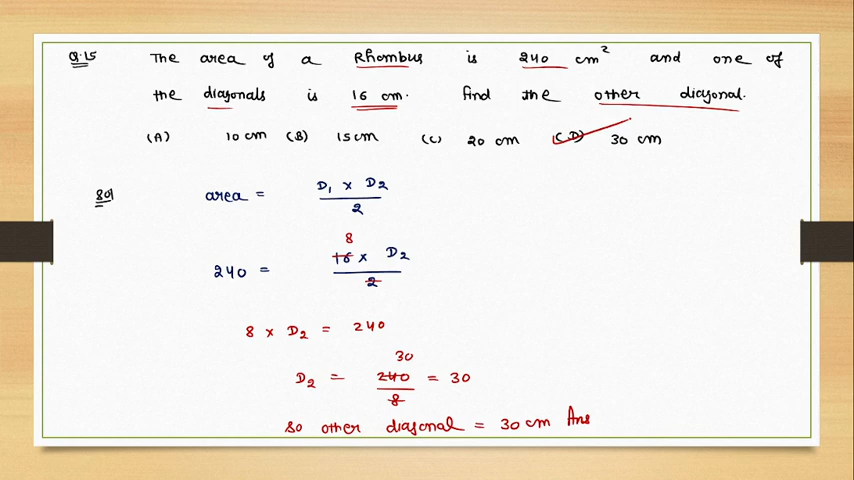 Q.15 The area of a Rhombus is 240 cm² and one of
the diagonals is 16 cm. find the other diagonal.
(A) 10 cm (B) 15cm (C) 20 cm (D) 30 cm
Sol area = D₁ × D₂ / 2
8
240 = 16 × D₂ / 2
8 × D₂ = 240
30
D₂ = 240 / 8 = 30
so other diagonal = 30 cm Ans